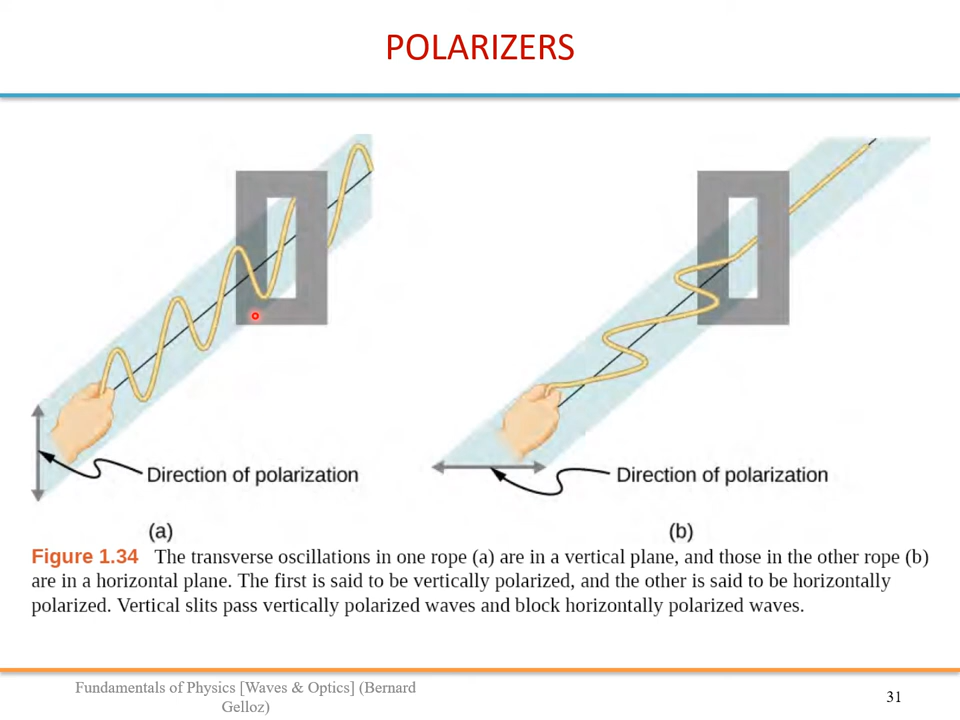 POLARIZERS
Direction of polarization
Direction of polarization
(a)
(b)
Figure 1.34 The transverse oscillations in one rope (a) are in a vertical plane, and those in the other rope (b)
are in a horizontal plane. The first is said to be vertically polarized, and the other is said to be horizontally
polarized. Vertical slits pass vertically polarized waves and block horizontally polarized waves.
Fundamentals of Physics [Waves & Optics] (Bernard
Gelloz)
31